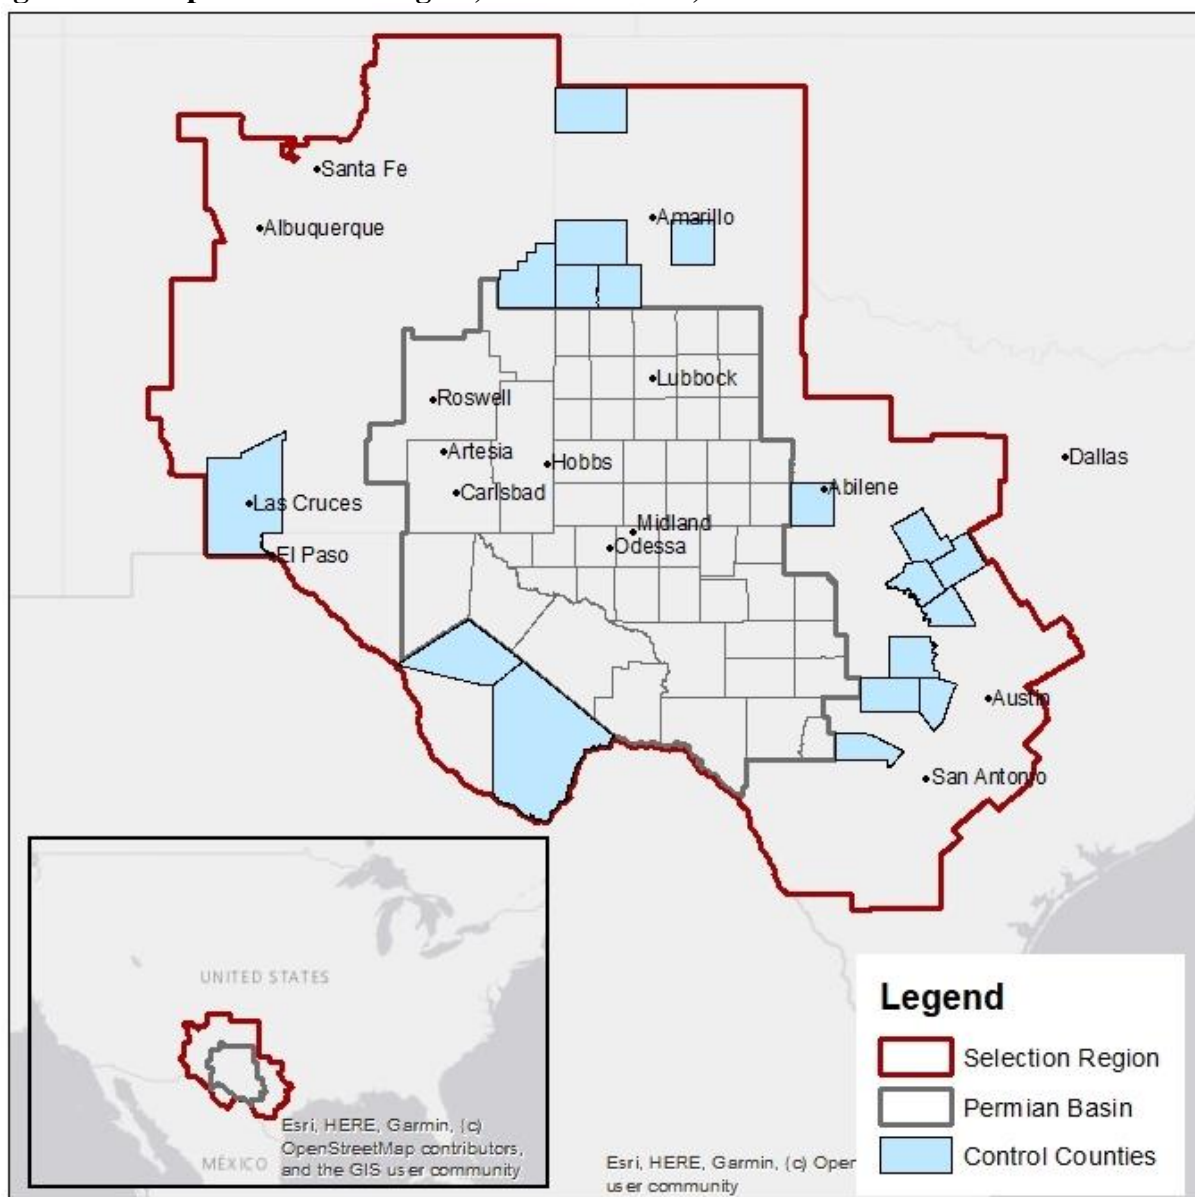 Santa Fe
Albuquerque
Amarillo
Lubbock
Roswell
Artesia
Hobbs
Dallas
Carlsbad
Abilene
Las Cruces
Midland
Odessa
El Paso
Austin
San Antonio
UNITED STATES
MÉXICO
Esri, HERE, Garmin, (c)
OpenStreetMap contributors,
and the GIS user community
Esri, HERE, Garmin, (c) Open
user community
Legend
Selection Region
Permian Basin
Control Counties